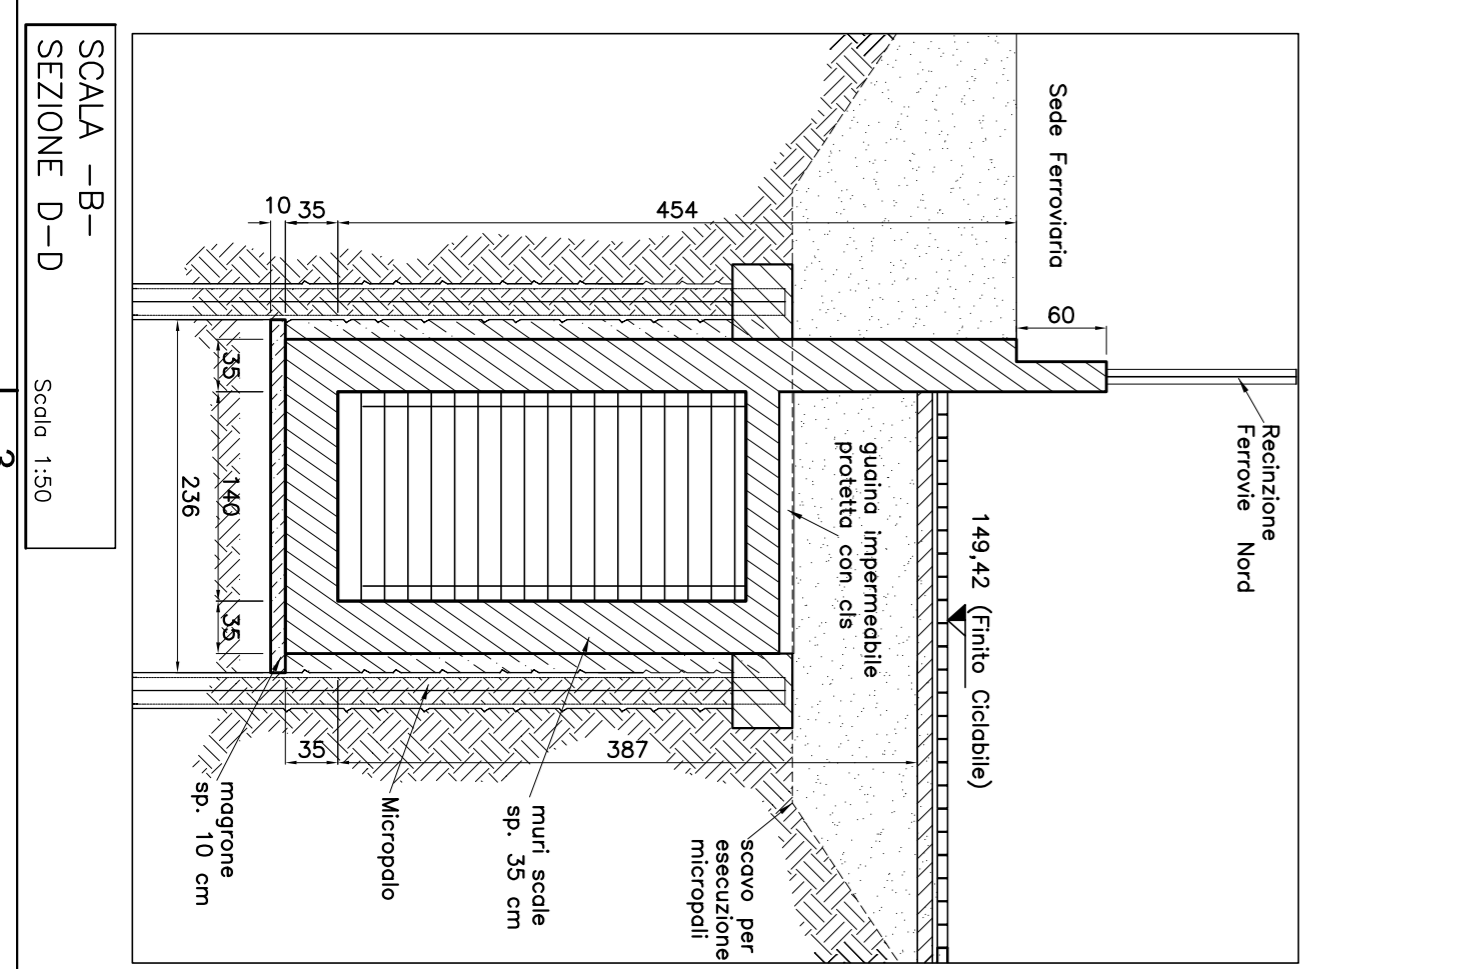 SCALA –B–
SEZIONE D–D
Scala 1:50
3
Sede Ferroviaria
60
454
35
10
Recinzione
Ferrovie Nord
149,42 (Finito Ciclabile)
guaina impermeabile
protetta con cls
35
140
35
236
387
35
scavo per
esecuzione
micropali
muri scale
sp. 35 cm
Micropalo
magrone
sp. 10 cm